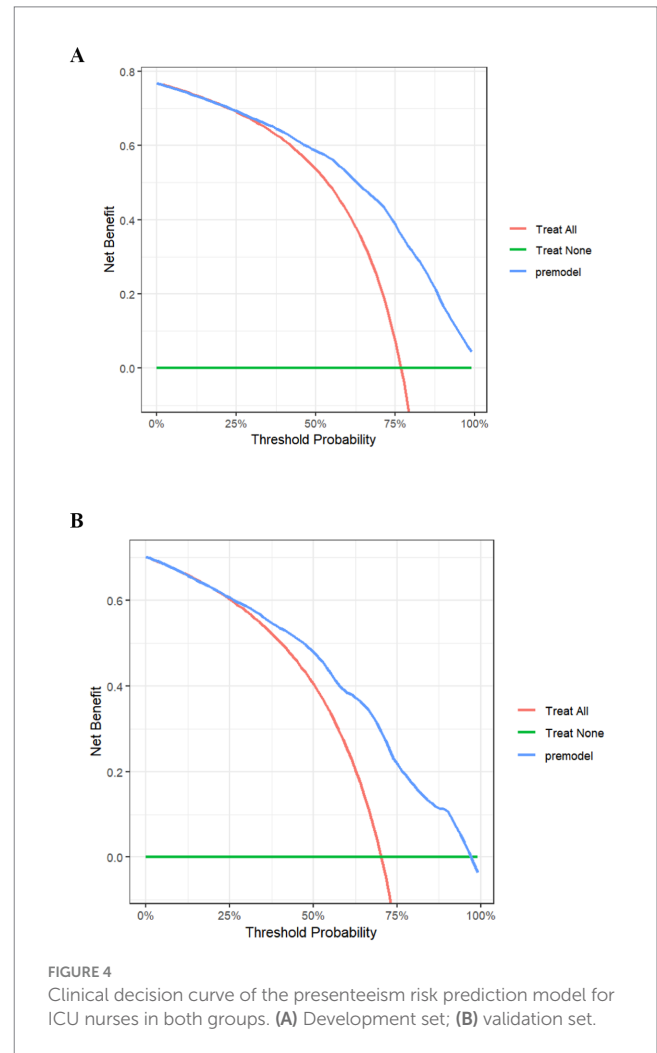 A
0.8
0.6
0.4
0.2
0.0
Net Benefit
0% 25% 50% 75% 100%
Threshold Probability
Treat All
Treat None
premodel
B
0.6
0.4
0.2
0.0
Net Benefit
0% 25% 50% 75% 100%
Threshold Probability
Treat All
Treat None
premodel
FIGURE 4
Clinical decision curve of the presenteeism risk prediction model for
ICU nurses in both groups. (A) Development set; (B) validation set.